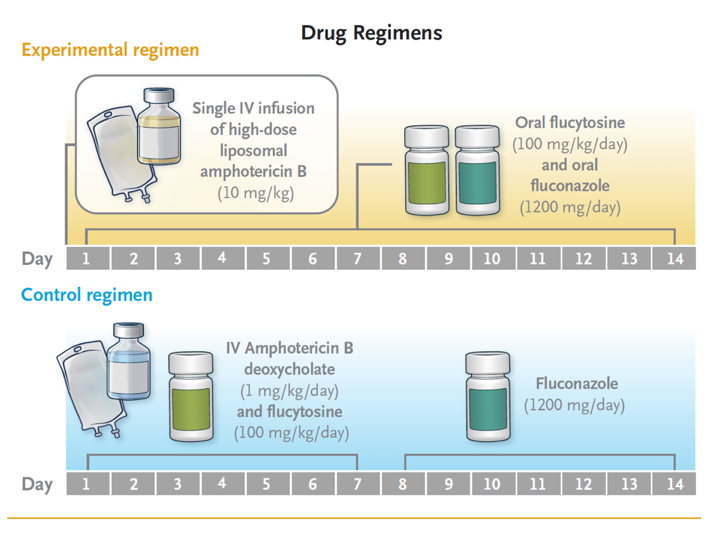 Drug Regimens
Experimental regimen
Single IV infusion
of high-dose
liposomal
amphotericin B
(10 mg/kg)
Oral flucytosine
(100 mg/kg/day)
and oral
fluconazole
(1200 mg/day)
Day 1 2 3 4 5 6 7 8 9 10 11 12 13 14
Control regimen
IV Amphotericin B
deoxycholate
(1 mg/kg/day)
and flucytosine
(100 mg/kg/day)
Fluconazole
(1200 mg/day)
Day 1 2 3 4 5 6 7 8 9 10 11 12 13 14